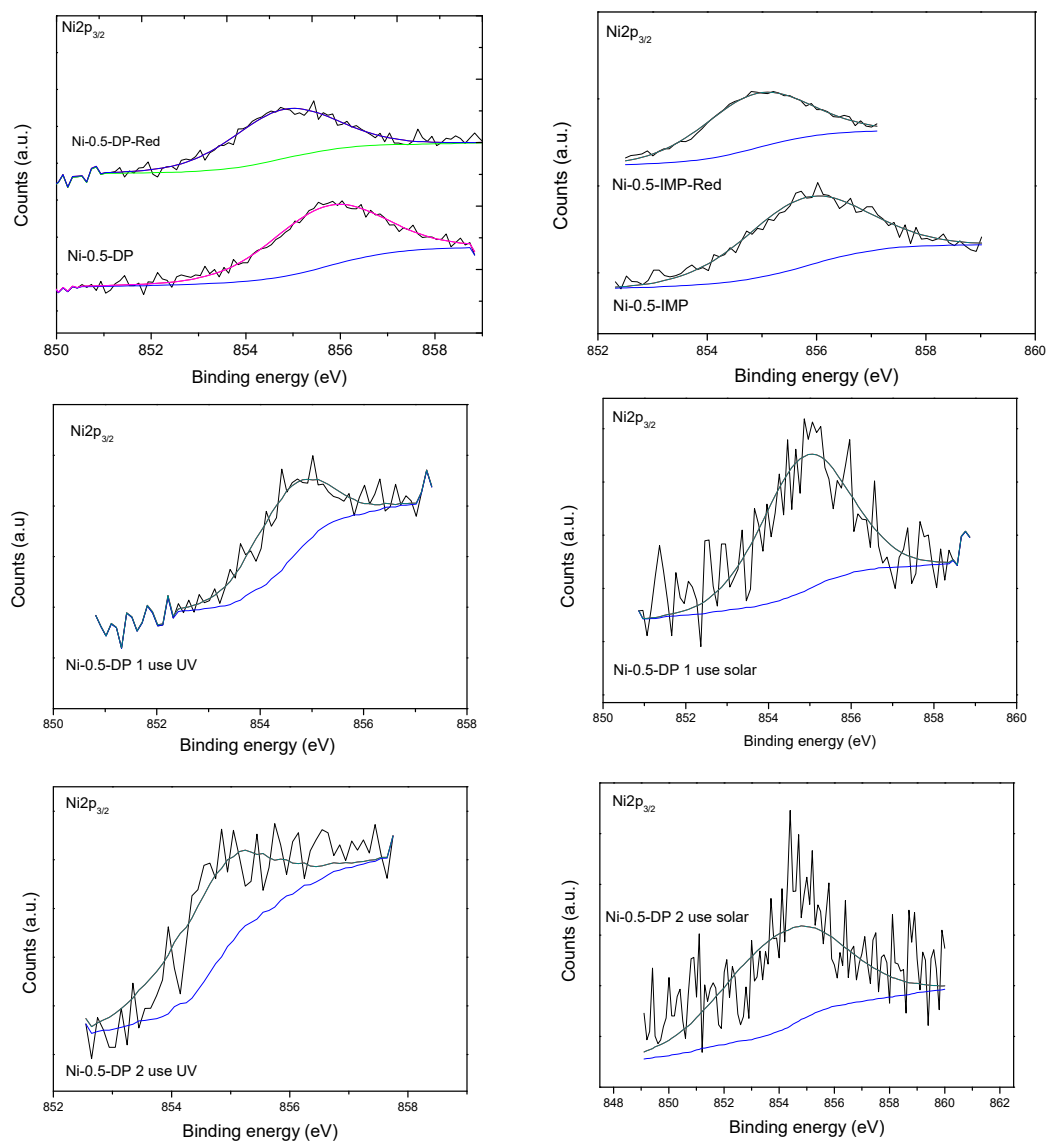 Ni2p3/2
Ni-0.5-DP-Red
Ni-0.5-DP
Counts (a.u.)
850 852 854 856 858
Binding energy (eV)
Ni2p3/2
Ni-0.5-IMP-Red
Ni-0.5-IMP
Counts (a.u.)
852 854 856 858 860
Binding energy (eV)
Ni2p3/2
Ni-0.5-DP 1 use UV
Counts (a.u)
850 852 854 856 858
Binding energy (eV)
Ni2p3/2
Ni-0.5-DP 1 use solar
Counts (a.u.)
850 852 854 856 858 860
Binding energy (eV)
Ni2p3/2
Ni-0.5-DP 2 use UV
Counts (a.u.)
852 854 856 858
Binding energy (eV)
Ni2p3/2
Ni-0.5-DP 2 use solar
Counts (a.u.)
848 850 852 854 856 858 860 862
Binding energy (eV)